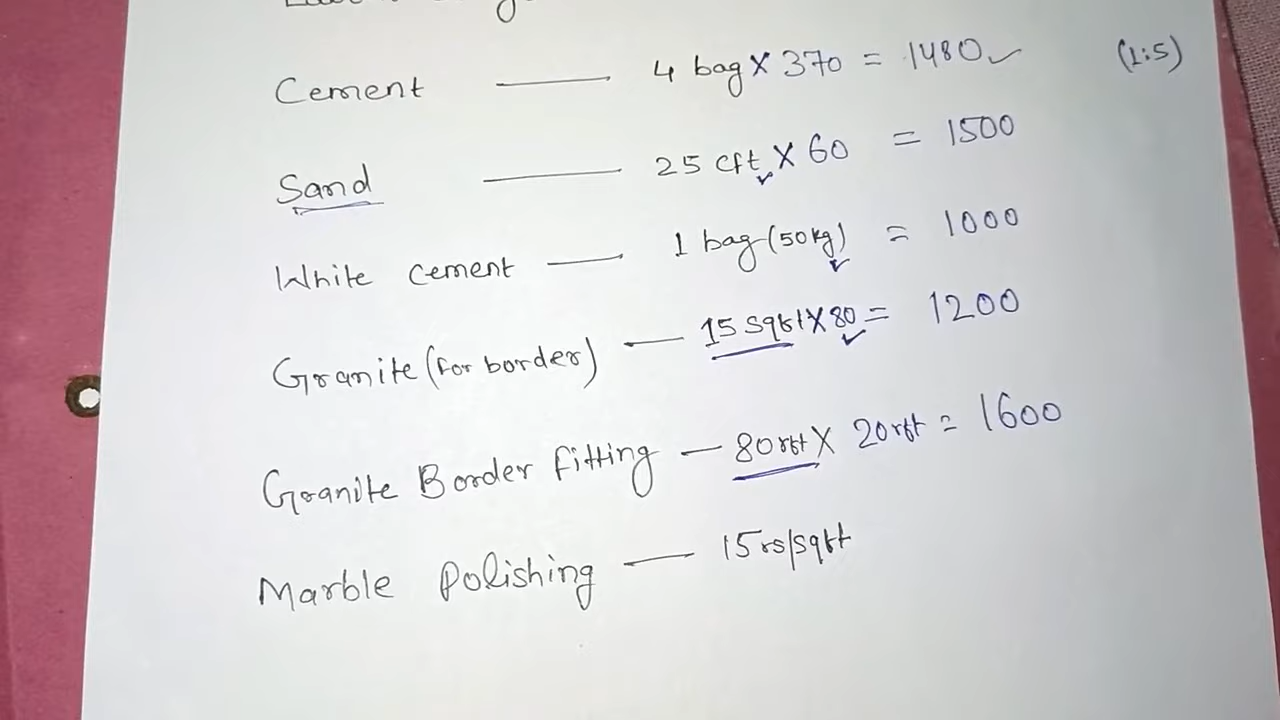 Cement — 4 bag X 370 = 1480 ✓ (1:5)
Sand — 25 cft X 60 = 1500
White cement — 1 bag (50kg) = 1000
Granite (for border) — 15 sqft X 80 = 1200
Granite Border fitting — 80 rft X 20 rft = 1600
Marble polishing — 15 rs/sqft